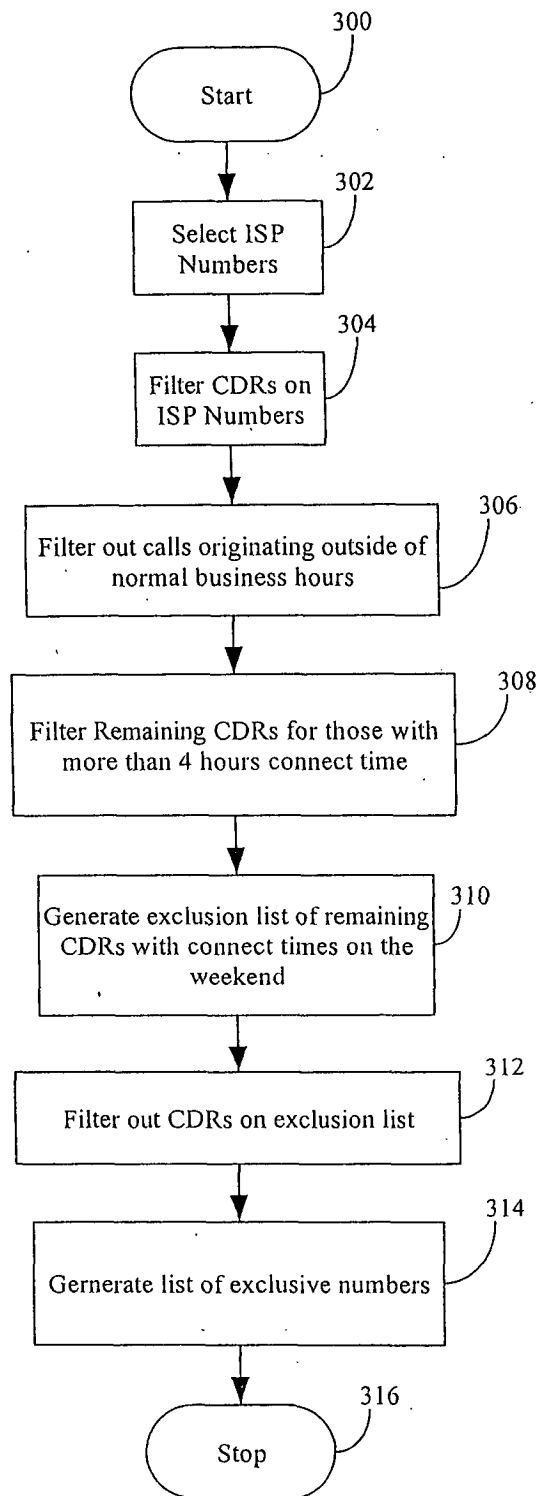 300
Start
302
Select ISP
Numbers
304
Filter CDRs on
ISP Numbers
306
Filter out calls originating outside of
normal business hours
308
Filter Remaining CDRs for those with
more than 4 hours connect time
310
Generate exclusion list of remaining
CDRs with connect times on the
weekend
312
Filter out CDRs on exclusion list
314
Gernerate list of exclusive numbers
316
Stop